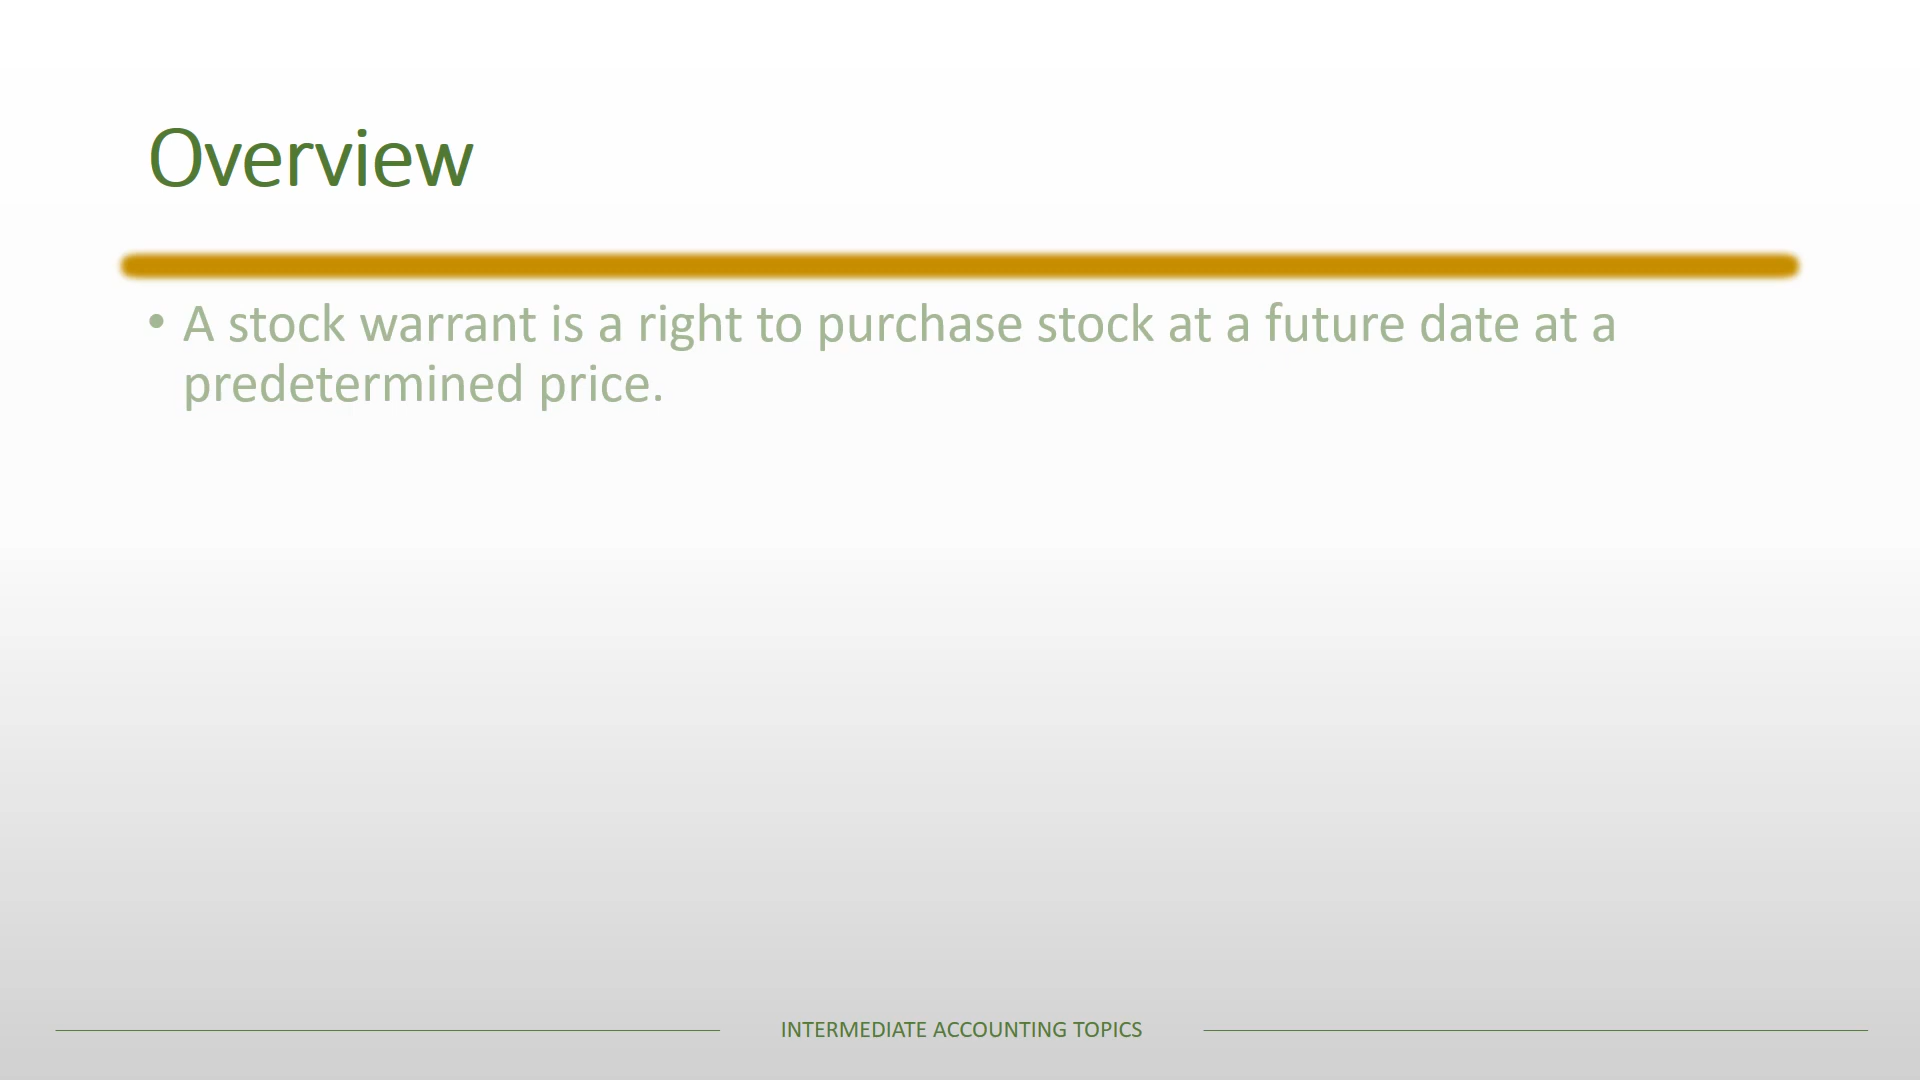 Overview
• A stock warrant is a right to purchase stock at a future date at a
predetermined price.
INTERMEDIATE ACCOUNTING TOPICS